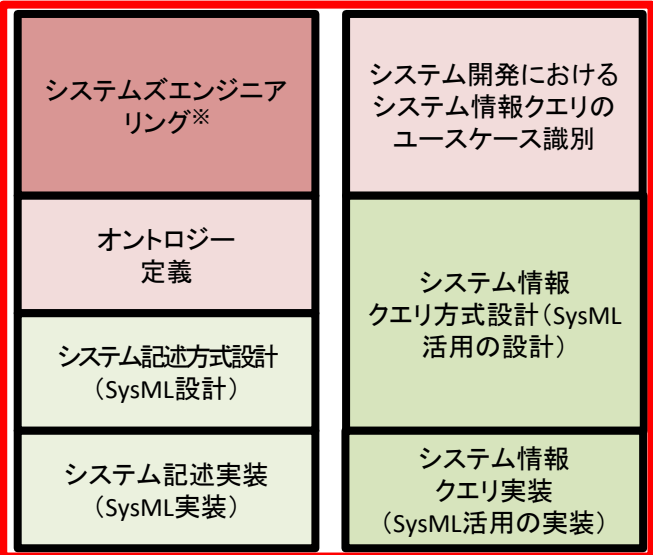 システムズエンジニア
リング※
オントロジー
定義
システム記述方式設計
（SysML設計）
システム記述実装
（SysML実装）
システム開発における
システム情報クエリの
ユースケース識別
システム情報
クエリ方式設計（SysML
活用の設計）
システム情報
クエリ実装
（SysML活用の実装）